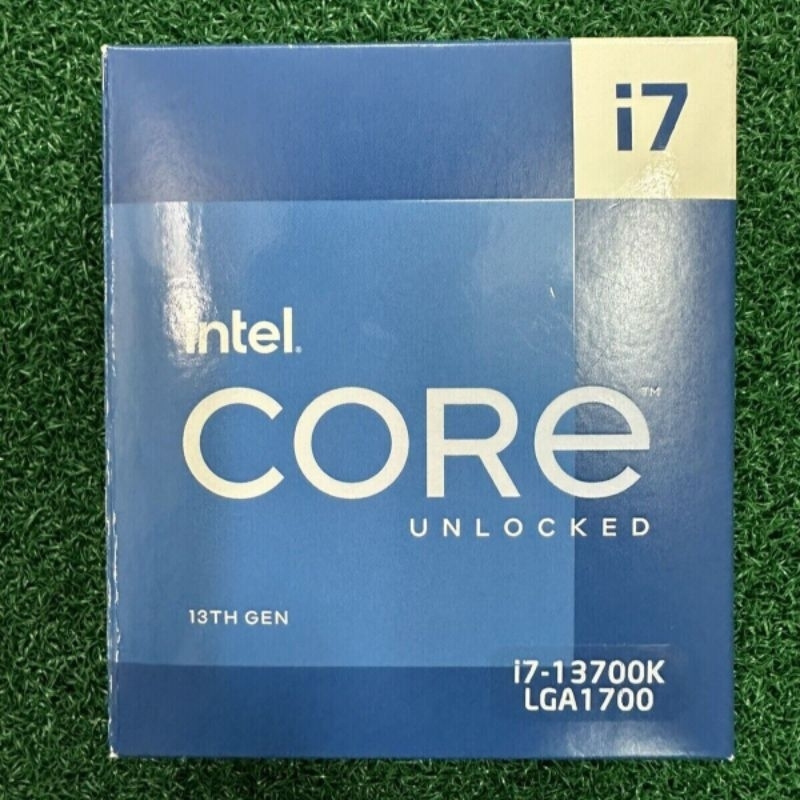 i7
intel.
CORe™
UNLOCKED
13TH GEN
i7-13700K
LGA1700